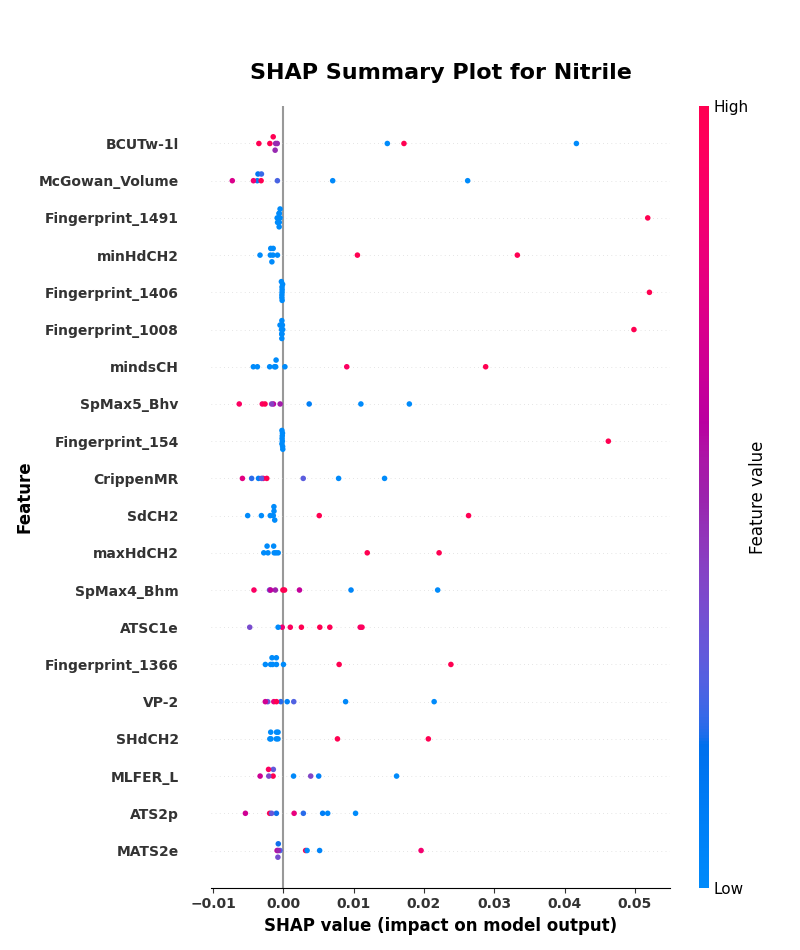 SHAP Summary Plot for Nitrile
High
BCUTw-1l
McGowan_Volume
Fingerprint_1491
minHdCH2
Fingerprint_1406
Fingerprint_1008
mindsCH
SpMax5_Bhv
Fingerprint_154
CrippenMR
SdCH2
maxHdCH2
SpMax4_Bhm
ATSC1e
Fingerprint_1366
VP-2
SHdCH2
MLFER_L
ATS2p
MATS2e
Feature
Feature value
Low
−0.01 0.00 0.01 0.02 0.03 0.04 0.05
SHAP value (impact on model output)